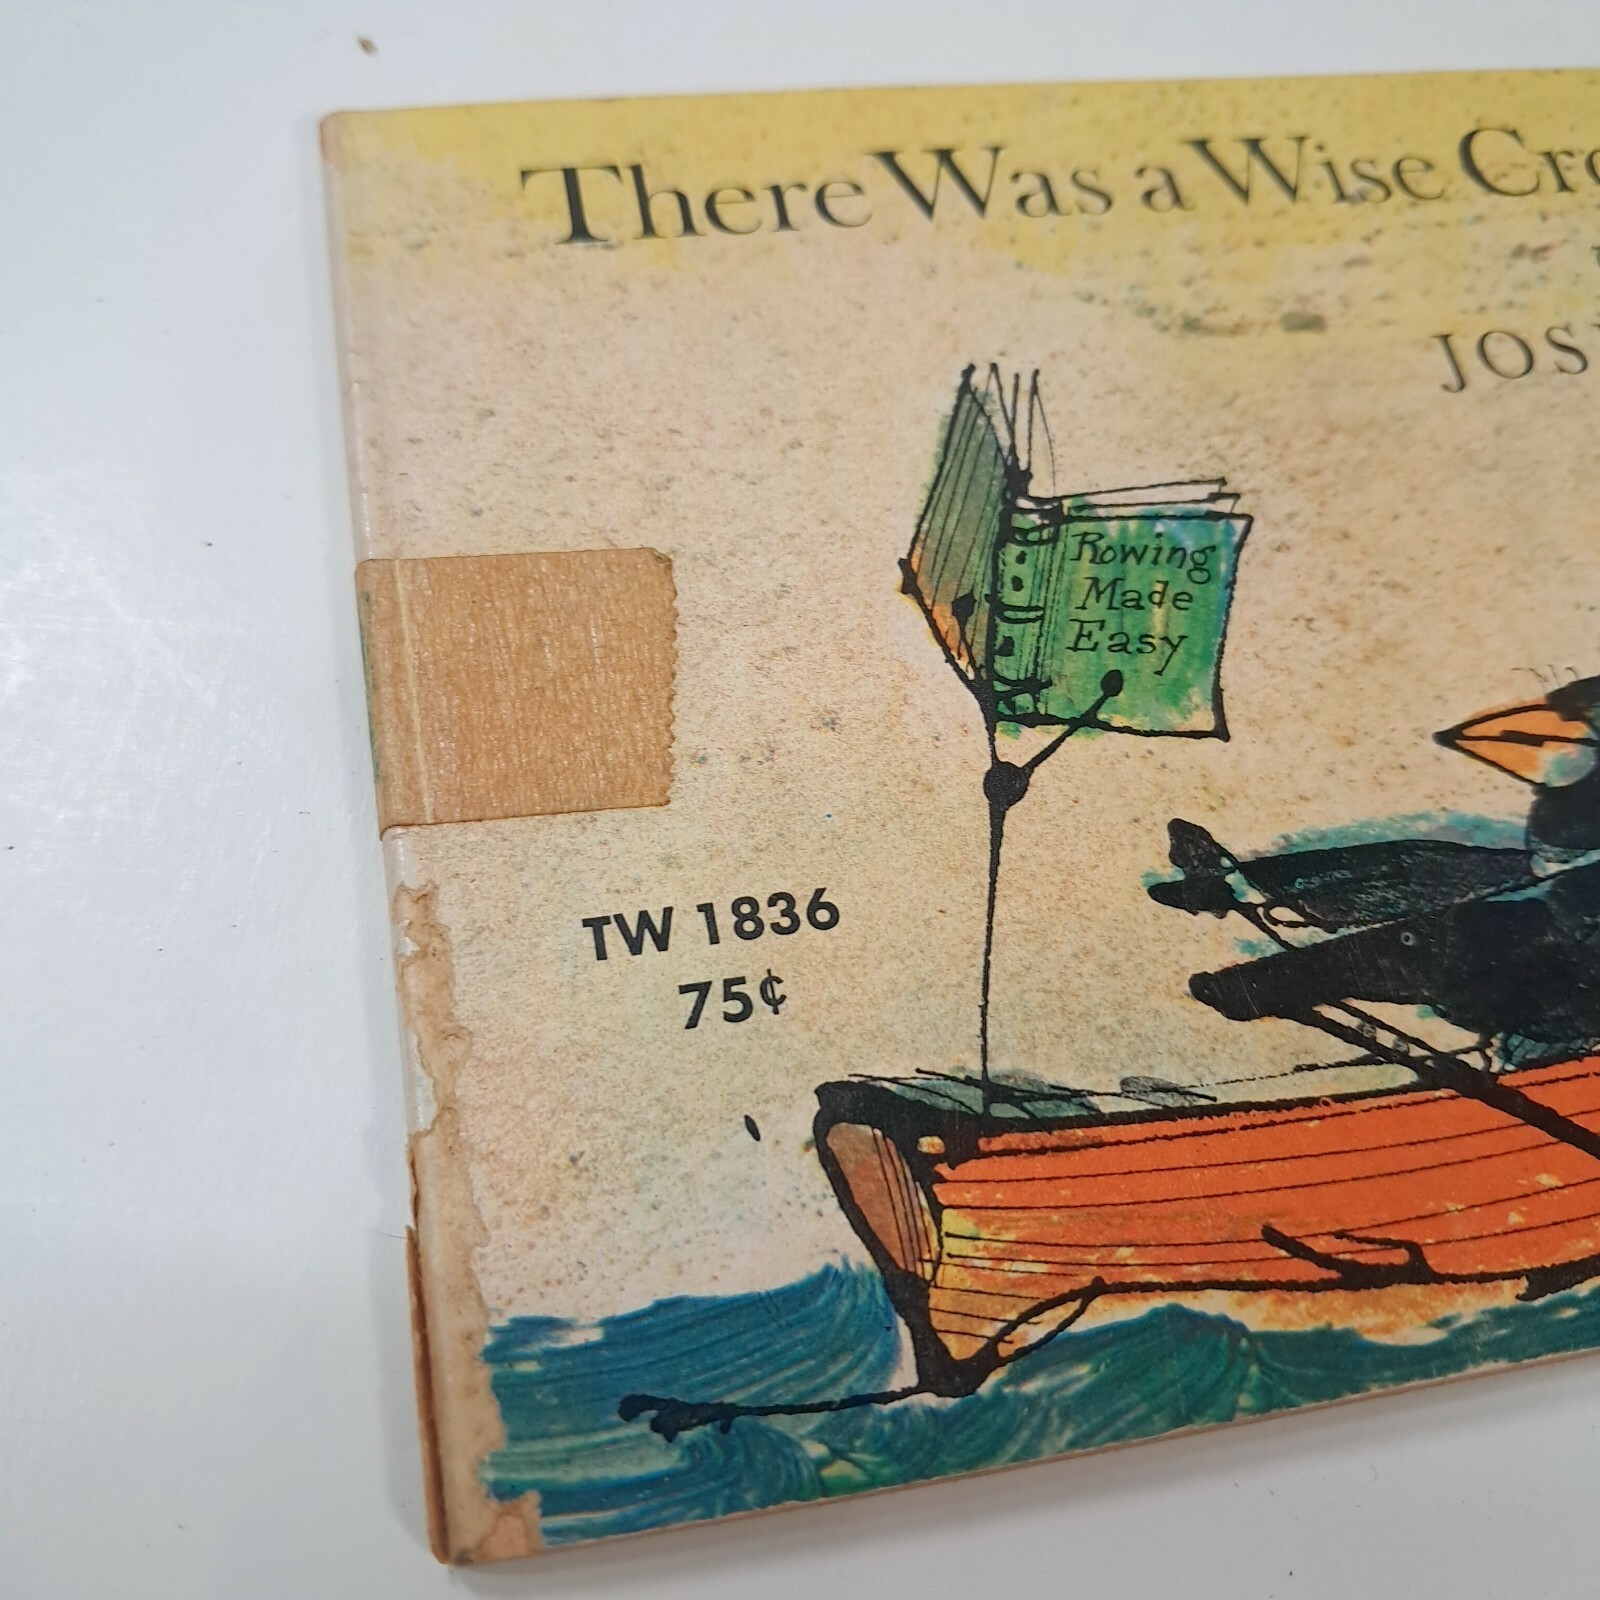 There Was a Wise Cro
JOS
Rowing
Made
Easy
TW 1836
75¢